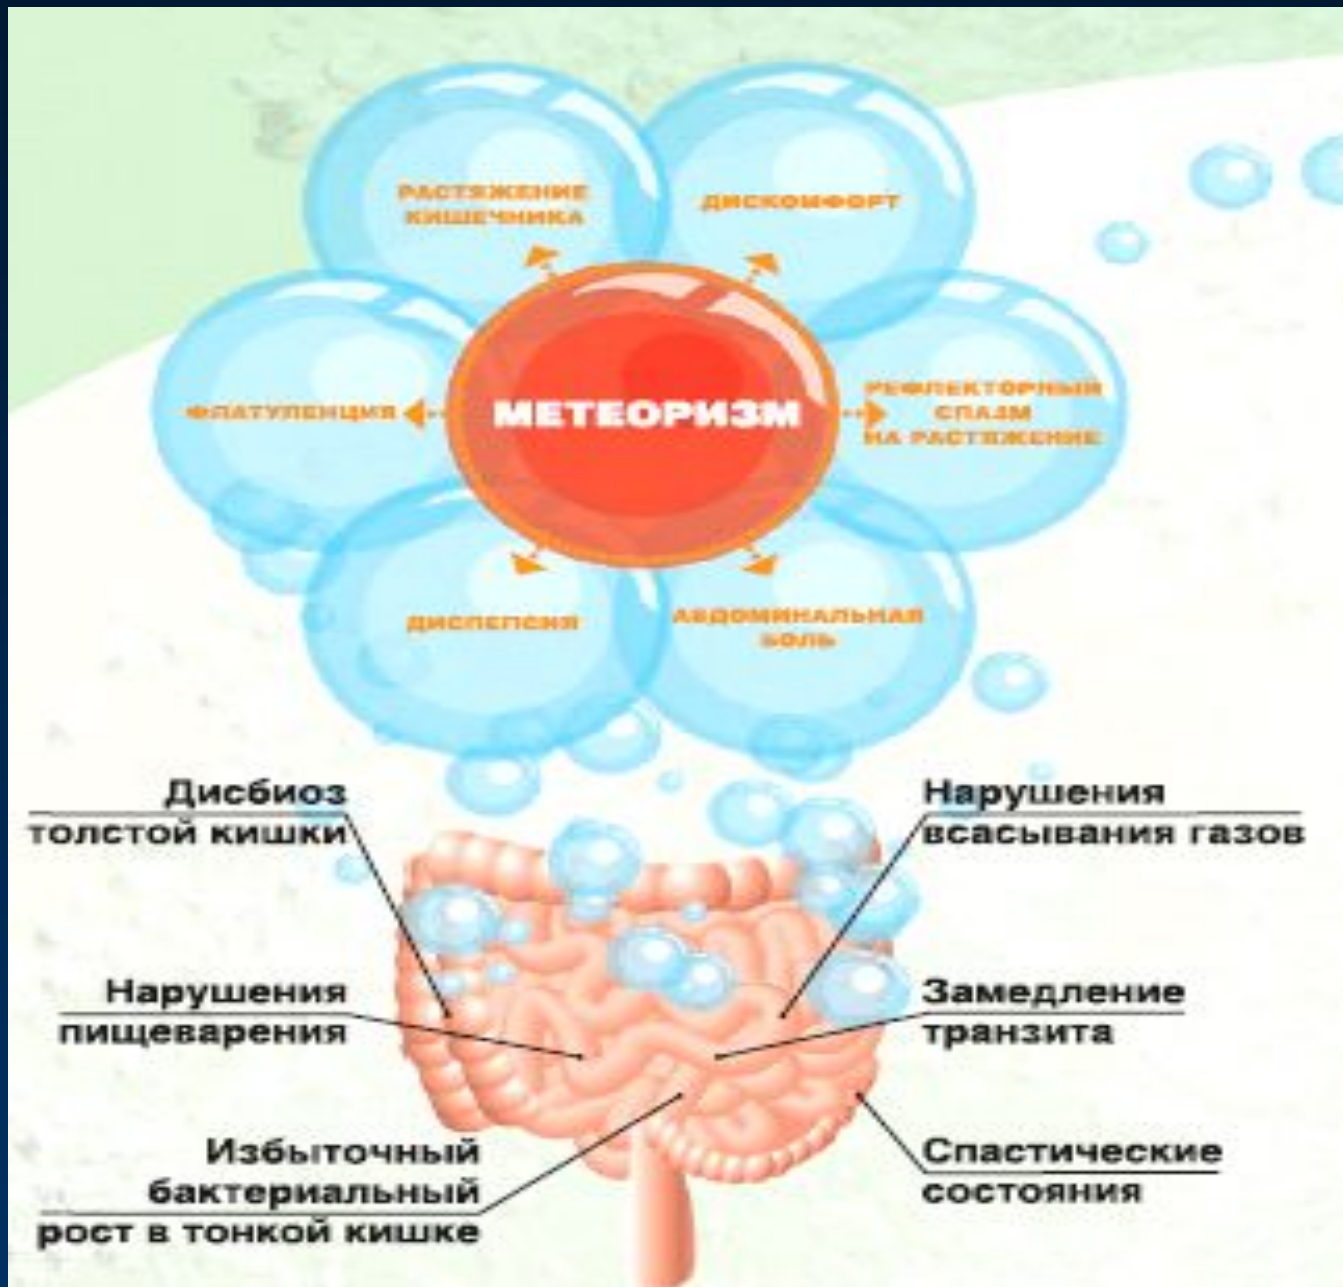 РАСТЯЖЕНИЕ
КИШЕЧНИКА
ДИСКОМФОРТ
ФЛАТУЛЕНЦИЯ
МЕТЕОРИЗМ
РЕФЛЕКТОРНЫЙ
СПАЗМ
НА РАСТЯЖЕНИЕ
ДИСПЕПСИЯ
АБДОМИНАЛЬНАЯ
БОЛЬ
Дисбиоз
толстой кишки
Нарушения
всасывания газов
Нарушения
пищеварения
Замедление
транзита
Избыточный
бактериальный
рост в тонкой кишке
Спастические
состояния